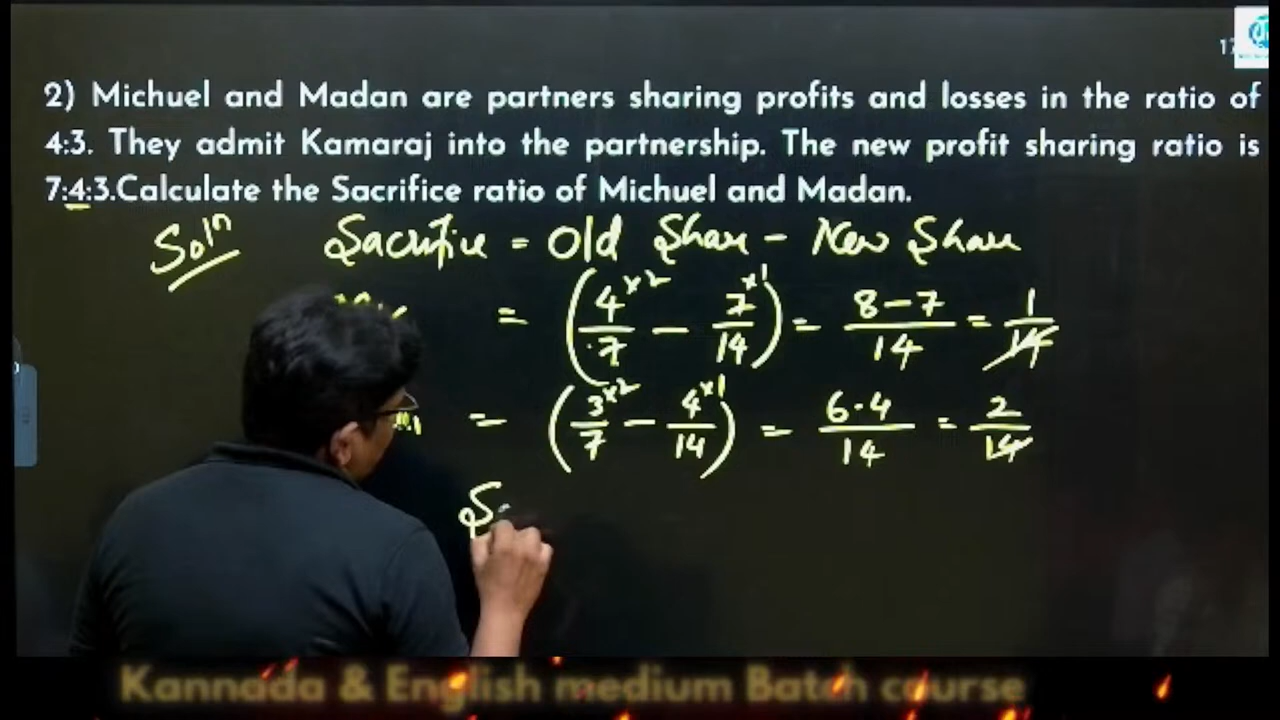 2) Michuel and Madan are partners sharing profits and losses in the ratio of
4:3. They admit Kamaraj into the partnership. The new profit sharing ratio is
7:4:3.Calculate the Sacrifice ratio of Michuel and Madan.
Soln Sacrifice = Old Share - New Share
= (4×2/7 - 7×1/14) = 8-7/14 = 1/14
= (3×2/7 - 4×1/14) = 6-4/14 = 2/14
S
Kannada & English medium Batch course